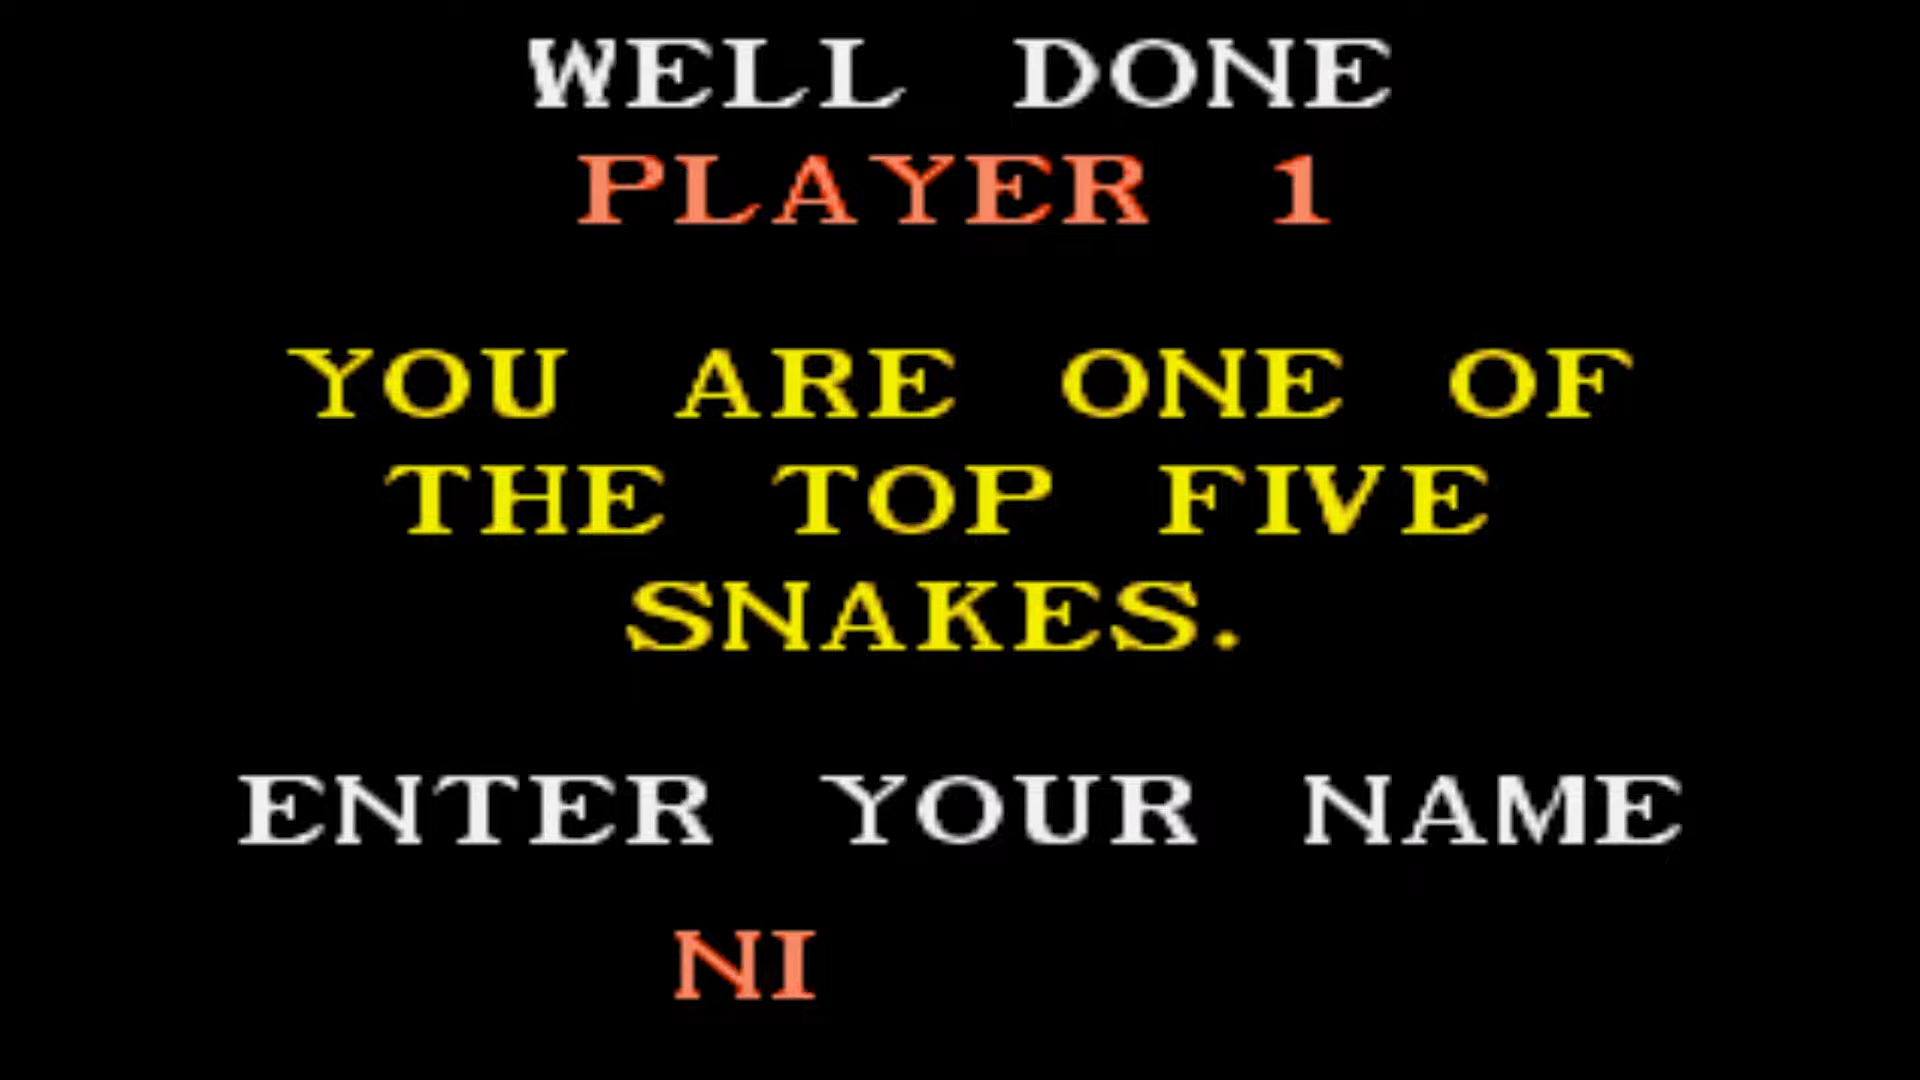 WELL DONE
PLAYER 1
YOU ARE ONE OF
THE TOP FIVE
SNAKES.
ENTER YOUR NAME
NI